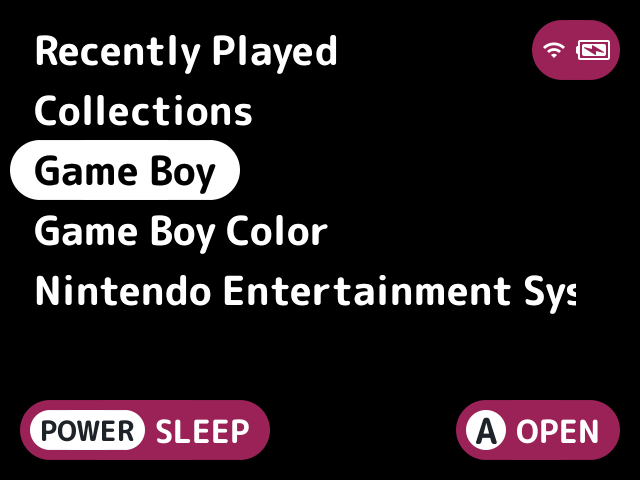 Recently Played
Collections
Game Boy
Game Boy Color
Nintendo Entertainment Sys
POWER SLEEP
A OPEN